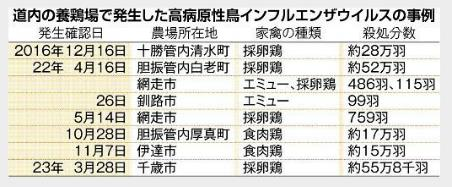 道内の養鶏場で発生した高病原性鳥インフルエンザウイルスの事例
発生確認日 農場所在地 家禽の種類 殺処分数
2016年12月16日 十勝管内清水町 採卵鶏 約28万羽
22年 4月16日 胆振管内白老町 採卵鶏 約52万羽
網走市 エミュー、採卵鶏 486羽、115羽
26日 釧路市 エミュー 99羽
5月14日 網走市 採卵鶏 759羽
10月28日 胆振管内厚真町 食肉鶏 約17万羽
11月7日 伊達市 食肉鶏 約15万羽
23年 3月28日 千歳市 採卵鶏 約55万8千羽